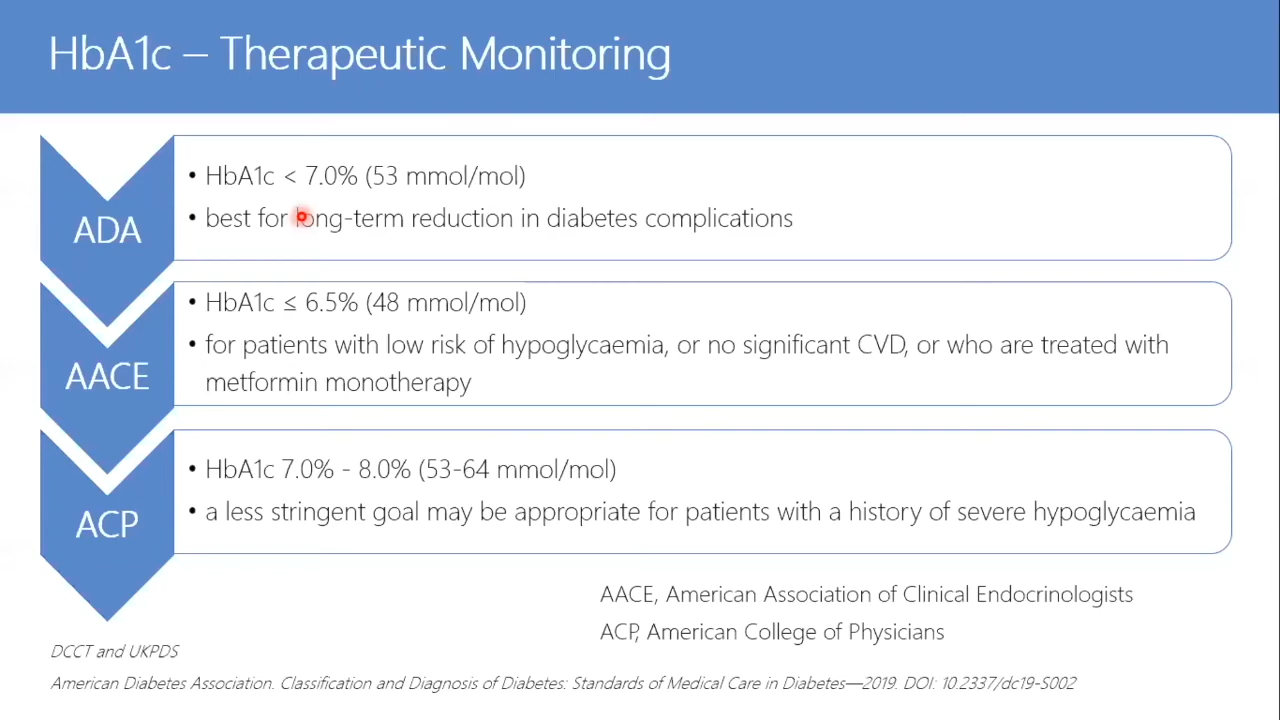 HbA1c – Therapeutic Monitoring
ADA
• HbA1c < 7.0% (53 mmol/mol)
• best for long-term reduction in diabetes complications
AACE
• HbA1c ≤ 6.5% (48 mmol/mol)
• for patients with low risk of hypoglycaemia, or no significant CVD, or who are treated with
metformin monotherapy
ACP
• HbA1c 7.0% - 8.0% (53-64 mmol/mol)
• a less stringent goal may be appropriate for patients with a history of severe hypoglycaemia
AACE, American Association of Clinical Endocrinologists
ACP, American College of Physicians
DCCT and UKPDS
American Diabetes Association. Classification and Diagnosis of Diabetes: Standards of Medical Care in Diabetes—2019. DOI: 10.2337/dc19-S002